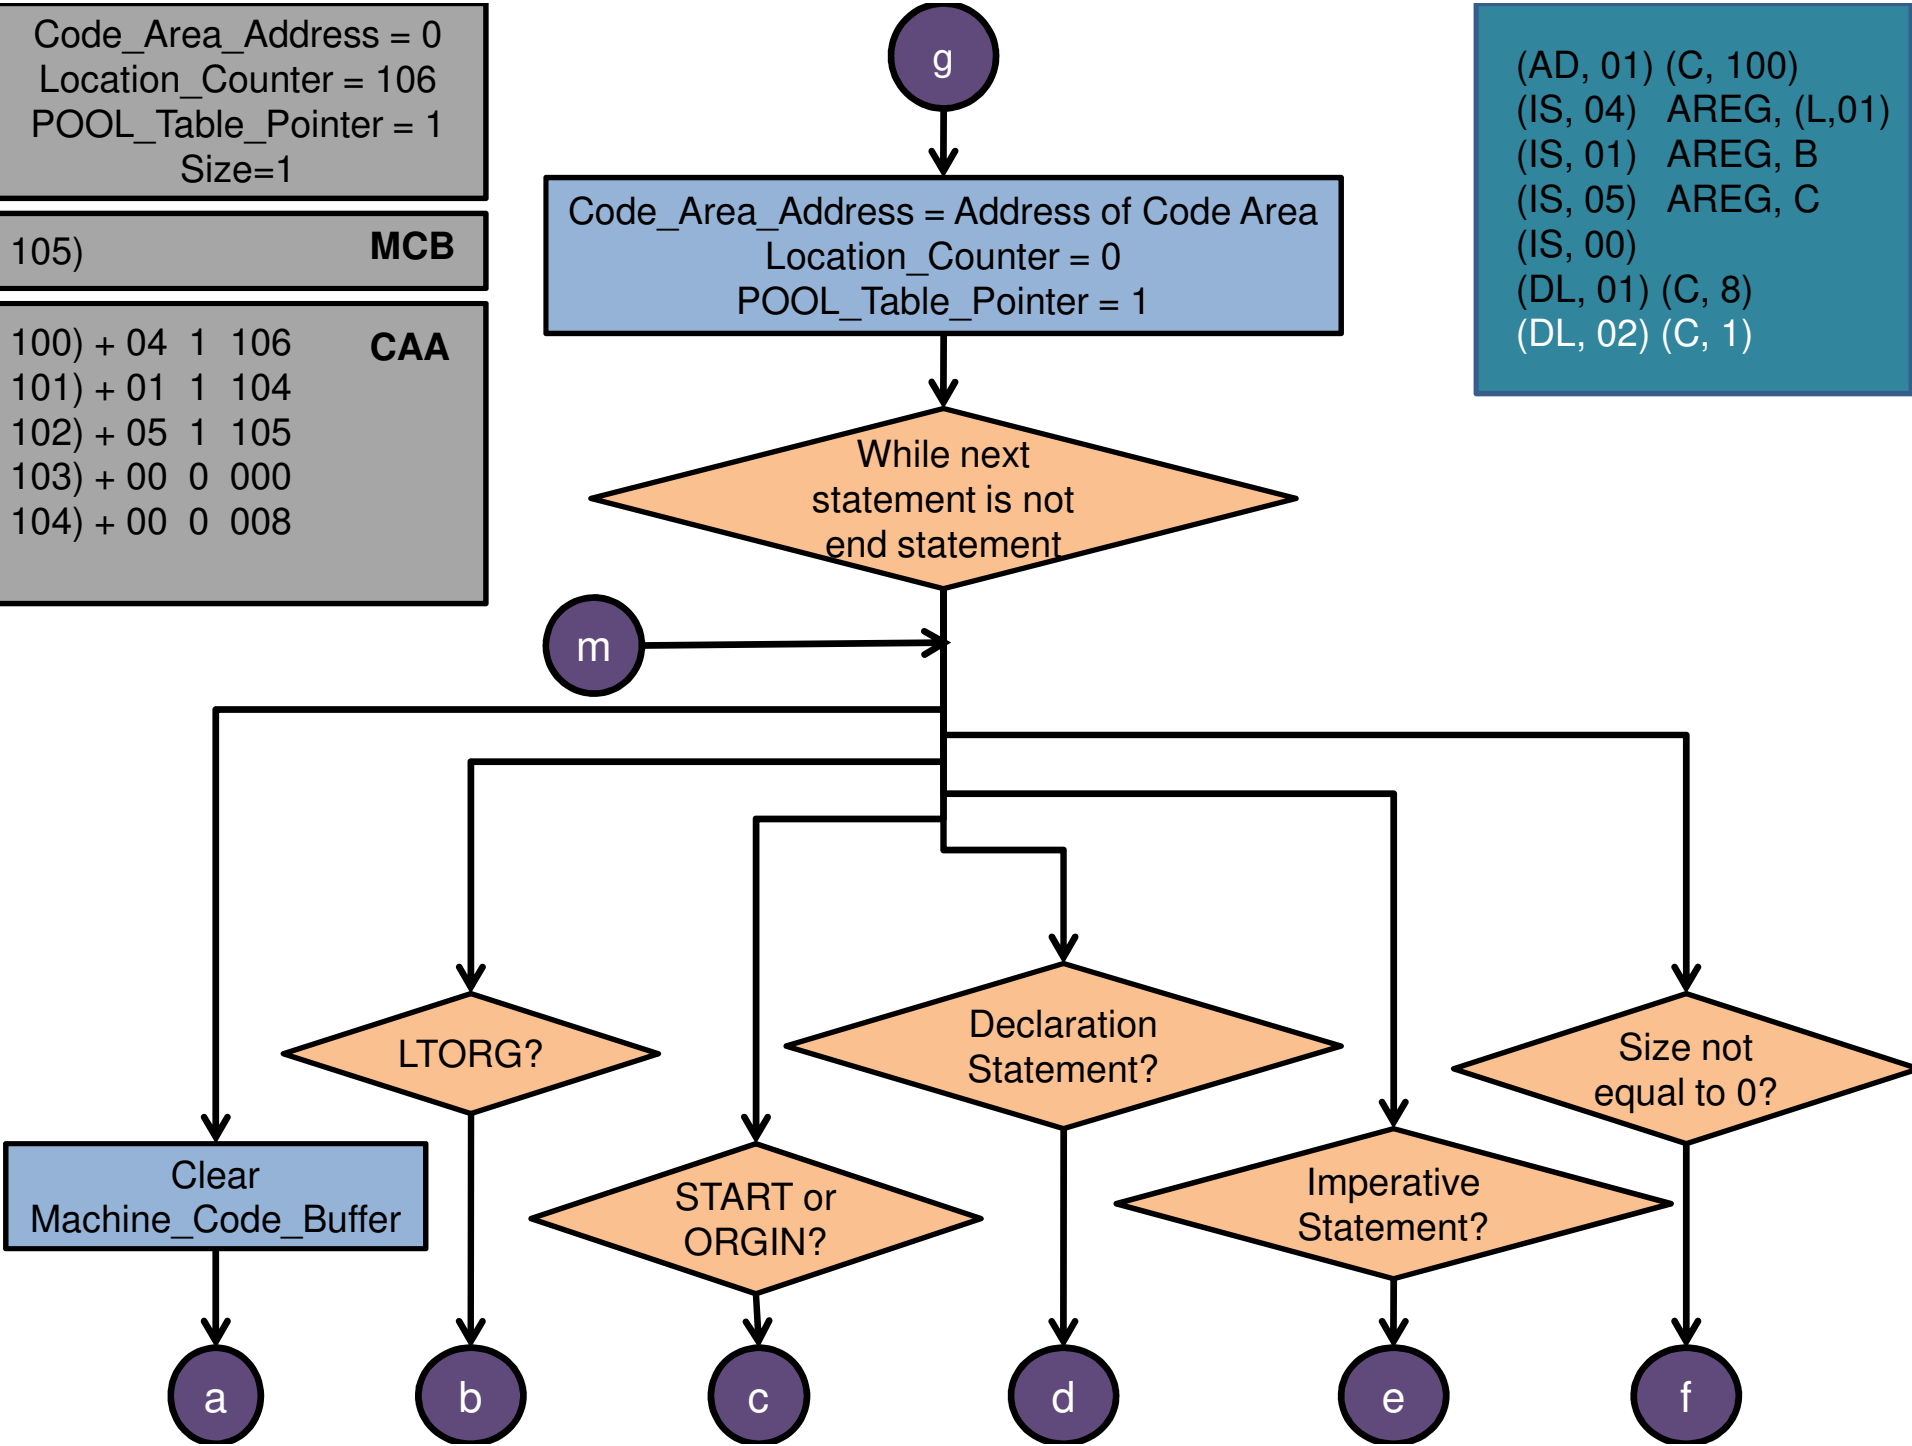 Code_Area_Address = 0
Location_Counter = 106
POOL_Table_Pointer = 1
Size=1
105)
MCB
100) + 04 1 106
CAA
101) + 01 1 104
102) + 05 1 105
103) + 00 0 000
104) + 00 0 008
g
Code_Area_Address = Address of Code Area
Location_Counter = 0
POOL_Table_Pointer = 1
(AD, 01) (C, 100)
(IS, 04) AREG, (L,01)
(IS, 01) AREG, B
(IS, 05) AREG, C
(IS, 00)
(DL, 01) (C, 8)
(DL, 02) (C, 1)
While next
statement is not
end statement
m
LTORG?
Declaration
Statement?
Size not
equal to 0?
Clear
Machine_Code_Buffer
START or
ORGIN?
Imperative
Statement?
a
b
c
d
e
f